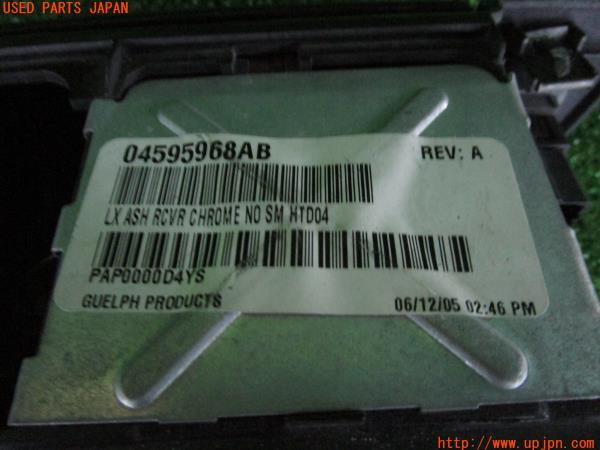 USED PARTS JAPAN
04595968AB
REV: A
LX ASH RCVR CHROME NO SM HTD04
PAP0000D4YS
GUELPH PRODUCTS
06/12/05 02:46 PM
http://www.upjpn.com/